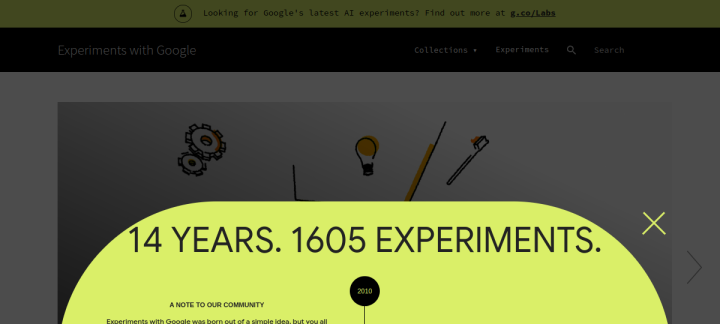 Looking for Google's latest AI experiments? Find out more at g.co/Labs
Experiments with Google
Collections ▾ Experiments Search
14 YEARS. 1605 EXPERIMENTS.
2010
A NOTE TO OUR COMMUNITY
Experiments with Google was born out of a simple idea, but you all